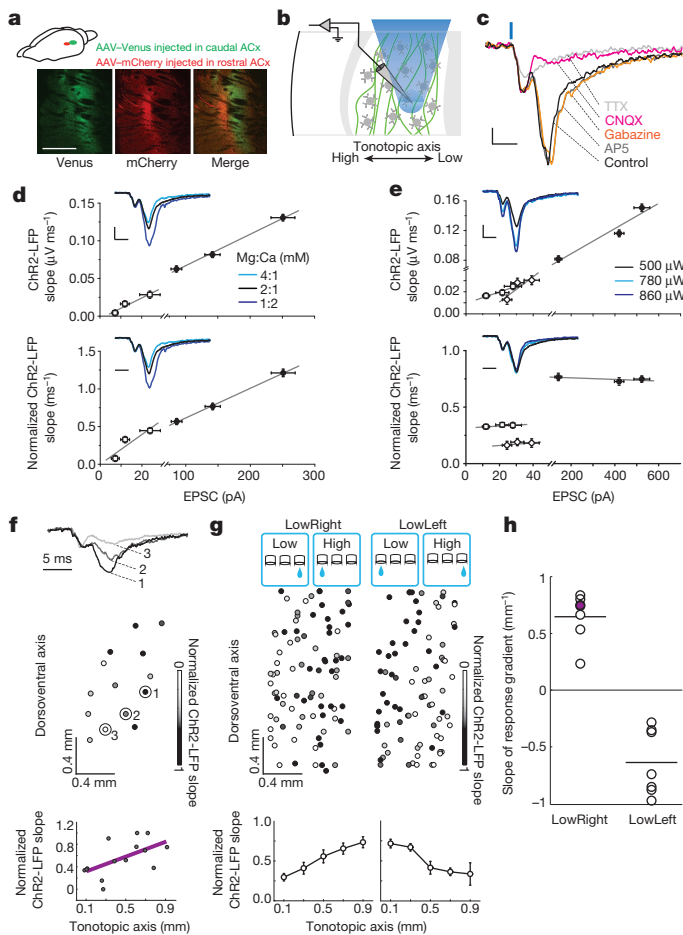 a
AAV–Venus injected in caudal ACx
AAV–mCherry injected in rostral ACx
Venus mCherry Merge
b
Tonotopic axis
High Low
c
TTX
CNQX
Gabazine
AP5
Control
d
ChR2-LFP
slope (µV ms⁻¹)
0.15
0.10
0.05
0.00
Mg:Ca (mM)
4:1
2:1
1:2
Normalized ChR2-LFP
slope (ms⁻¹)
1.5
1.0
0.5
0.0
0 20 100 200 300
EPSC (pA)
e
ChR2-LFP
slope (µV ms⁻¹)
0.16
0.12
0.08
0.02
0.00
500 µW
780 µW
860 µW
Normalized ChR2-LFP
slope (ms⁻¹)
1.0
0.5
0.0
0 20 40 200 400 600
EPSC (pA)
f
5 ms
3
2
1
Dorsoventral axis
1
2
3
0.4 mm
0.4 mm
0
1
Normalized ChR2-LFP slope
Normalized
ChR2-LFP slope
1.2
0.8
0.4
0
0.1 0.5 0.9
Tonotopic axis (mm)
g
LowRight LowLeft
Low High Low High
Dorsoventral axis
0.4 mm
0.4 mm
0
1
Normalized ChR2-LFP slope
Normalized
ChR2-LFP slope
1.0
0.5
0.0
0.1 0.5 0.9 0.1 0.5 0.9
Tonotopic axis (mm)
h
Slope of response gradient (mm⁻¹)
1
0.5
0
–0.5
–1
LowRight LowLeft